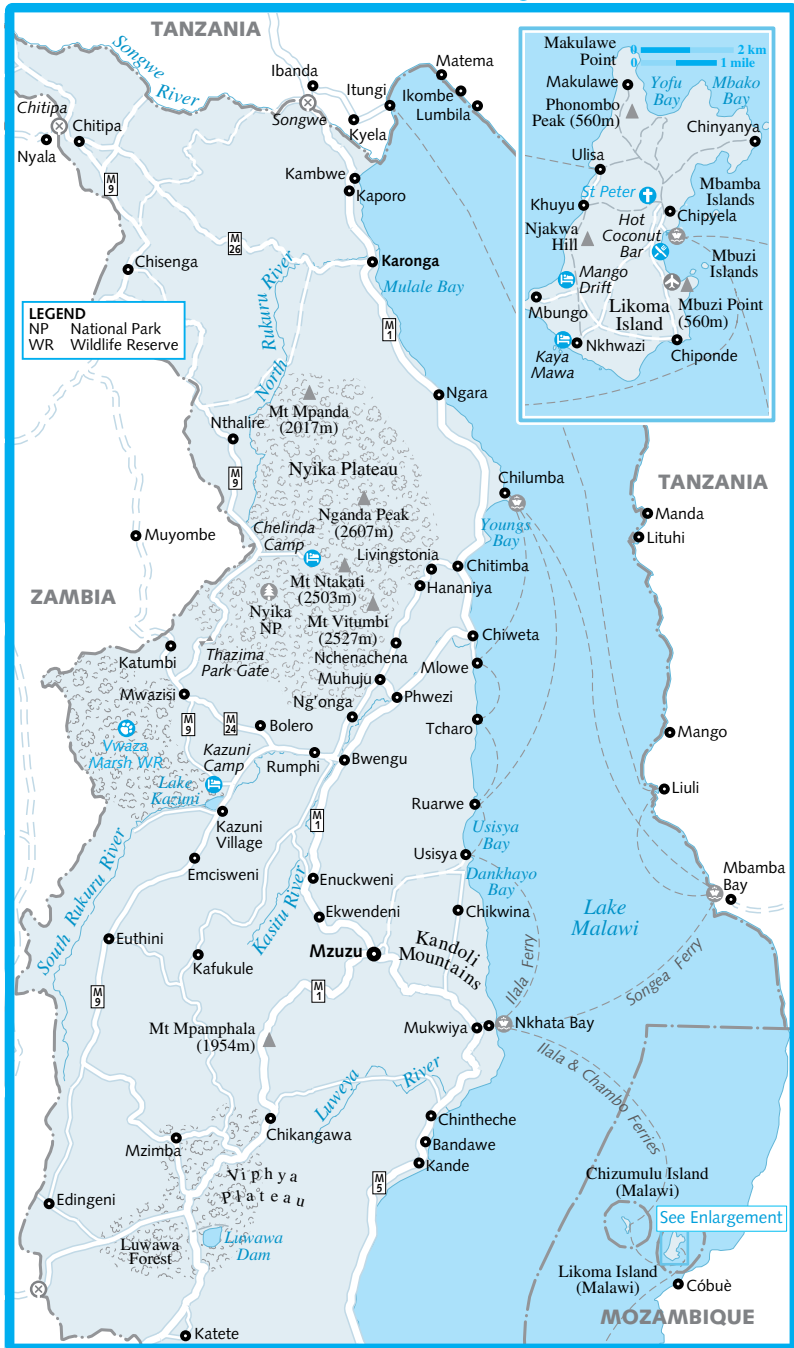 TANZANIA
Songwe
River
Ibanda
Itungi
Matema
Ikombe
Lumbila
Chitipa
Chitipa
Nyala
Songwe
Kyela
M
9
Kambwe
Kaporo
M
26
Chisenga
Karonga
Mulale Bay
North
Rukuru River
M
1
LEGEND
NP National Park
WR Wildlife Reserve
Makulawe
Point
0 2 km
0 1 mile
Makulawe
Yofu
Bay
Mbako
Bay
Phonombo
Peak (560m)
Chinyanya
Ulisa
St Peter
Mbamba
Islands
Khuyu
Chipyela
Hot
Coconut
Bar
Njakwa
Hill
Mbuzi
Islands
Mango
Drift
Mbungo
Likoma
Island
Mbuzi Point
(560m)
Kaya
Mawa
Nkhwazi
Chiponde
Ngara
Mt Mpanda
(2017m)
Nthalire
M
9
Nyika Plateau
Chilumba
TANZANIA
Nganda Peak
(2607m)
Youngs
Bay
Manda
Lituhi
Muyombe
Chelinda
Camp
Livingstonia
Chitimba
Mt Ntakati
(2503m)
Hananiya
ZAMBIA
Nyika
NP
Mt Vitumbi
(2527m)
Chiweta
Katumbi
Thazima
Park Gate
Nchenachena
Mlowe
Muhuju
Mwazisi
Phwezi
Ng'onga
M
9
M
24
Bolero
Tcharo
Mango
Vwaza
Marsh WR
Kazuni
Camp
Rumphi
Bwengu
Lake
Kazuni
Liuli
Kazuni
Village
M
1
Ruarwe
Usisya
Bay
South Rukuru River
Emcisweni
Usisya
Dankhayo
Bay
Mbamba
Bay
Enuckweni
Kasitu River
Ekwendeni
Chikwina
Lake
Malawi
Euthini
Kafukule
Mzuzu
Kandoli
Mountains
M
9
M
1
Ilala Ferry
Songea Ferry
Mt Mpamphala
(1954m)
Mukwiya
Nkhata Bay
Ilala & Chambo Ferries
Luweya
River
Chikangawa
Chintheche
Mzimba
Bandawe
Kande
Viphya
Plateau
M
5
Chizumulu Island
(Malawi)
Edingeni
See Enlargement
Luwawa
Forest
Luwawa
Dam
Likoma Island
(Malawi)
Cóbuè
MOZAMBIQUE
Katete